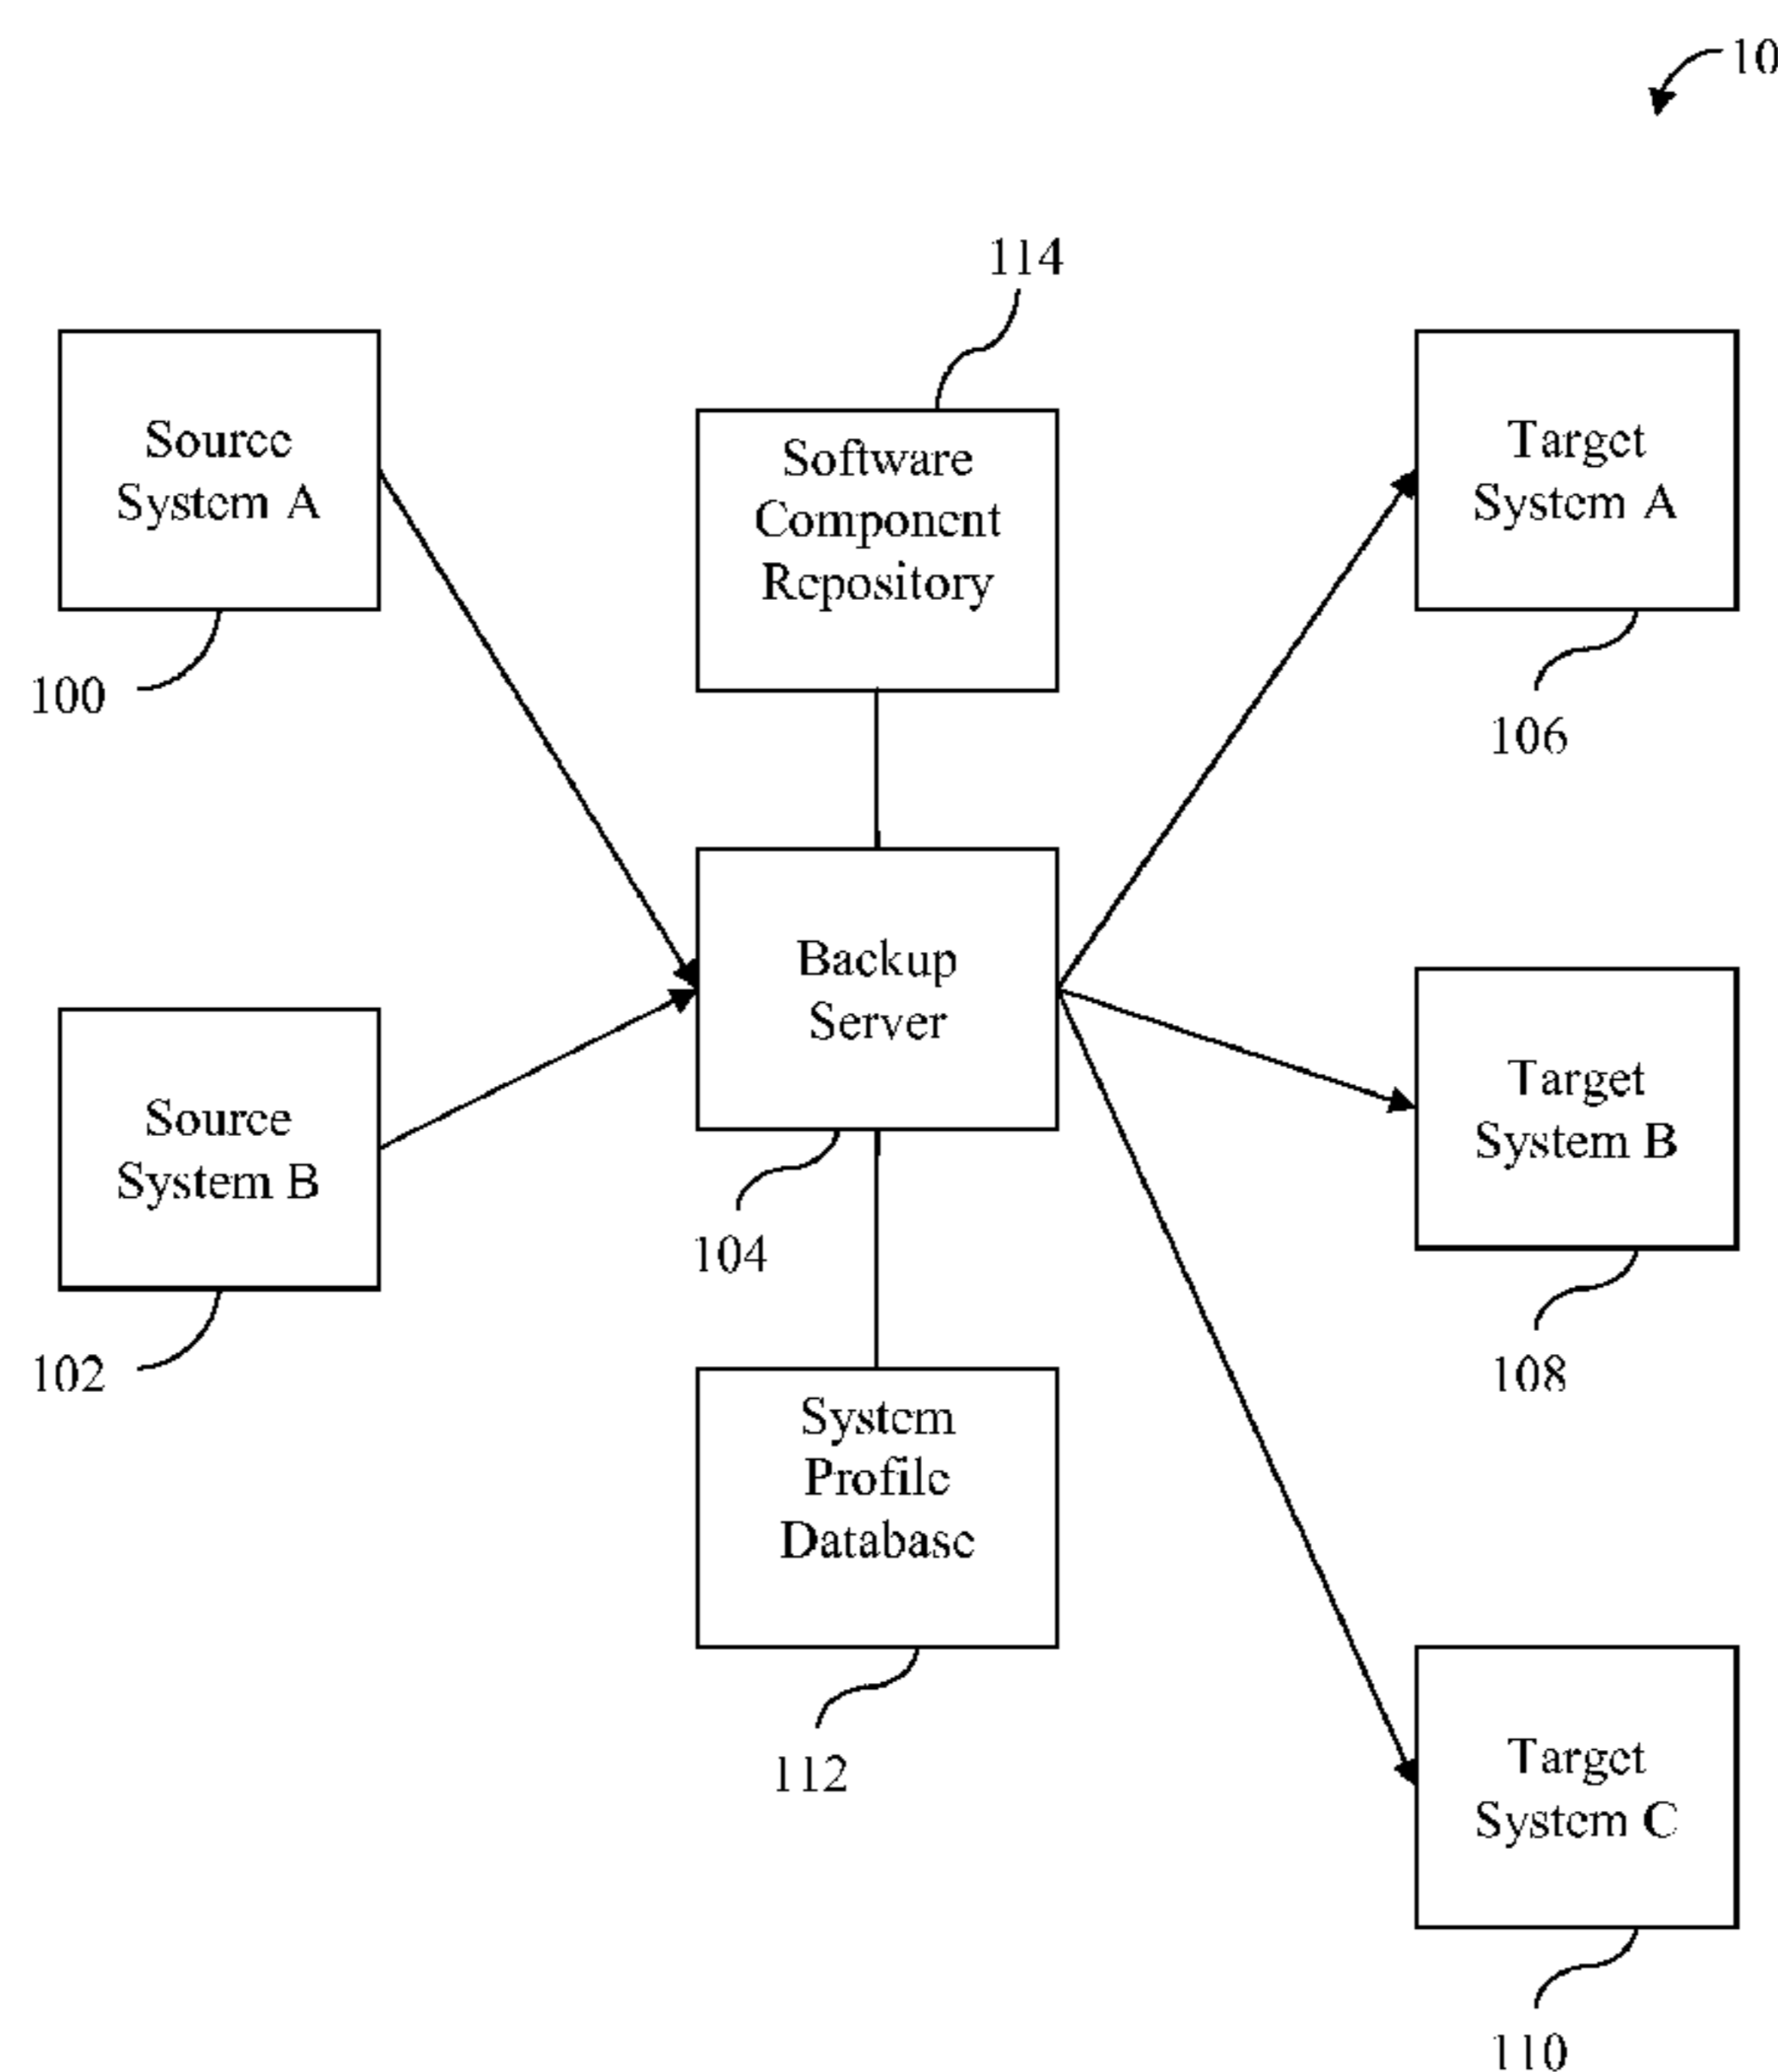 10
114
Source
System A
100
Software
Component
Repository
Target
System A
106
Backup
Server
104
Source
System B
102
Target
System B
108
System
Profile
Database
112
Target
System C
110